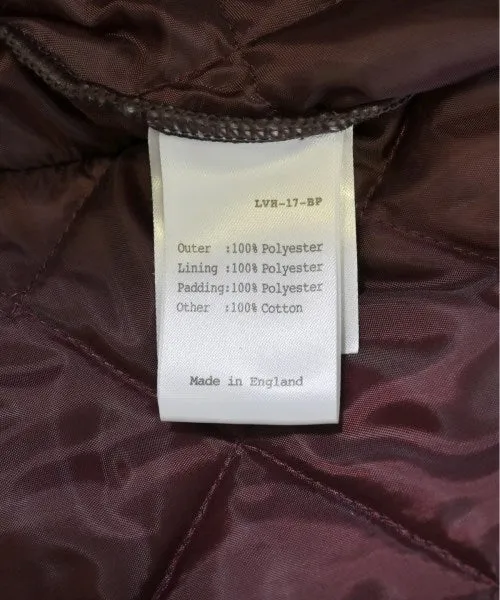 LVH-17-BP
Outer :100% Polyester
Lining :100% Polyester
Padding:100% Polyester
Other :100% Cotton
Made in England